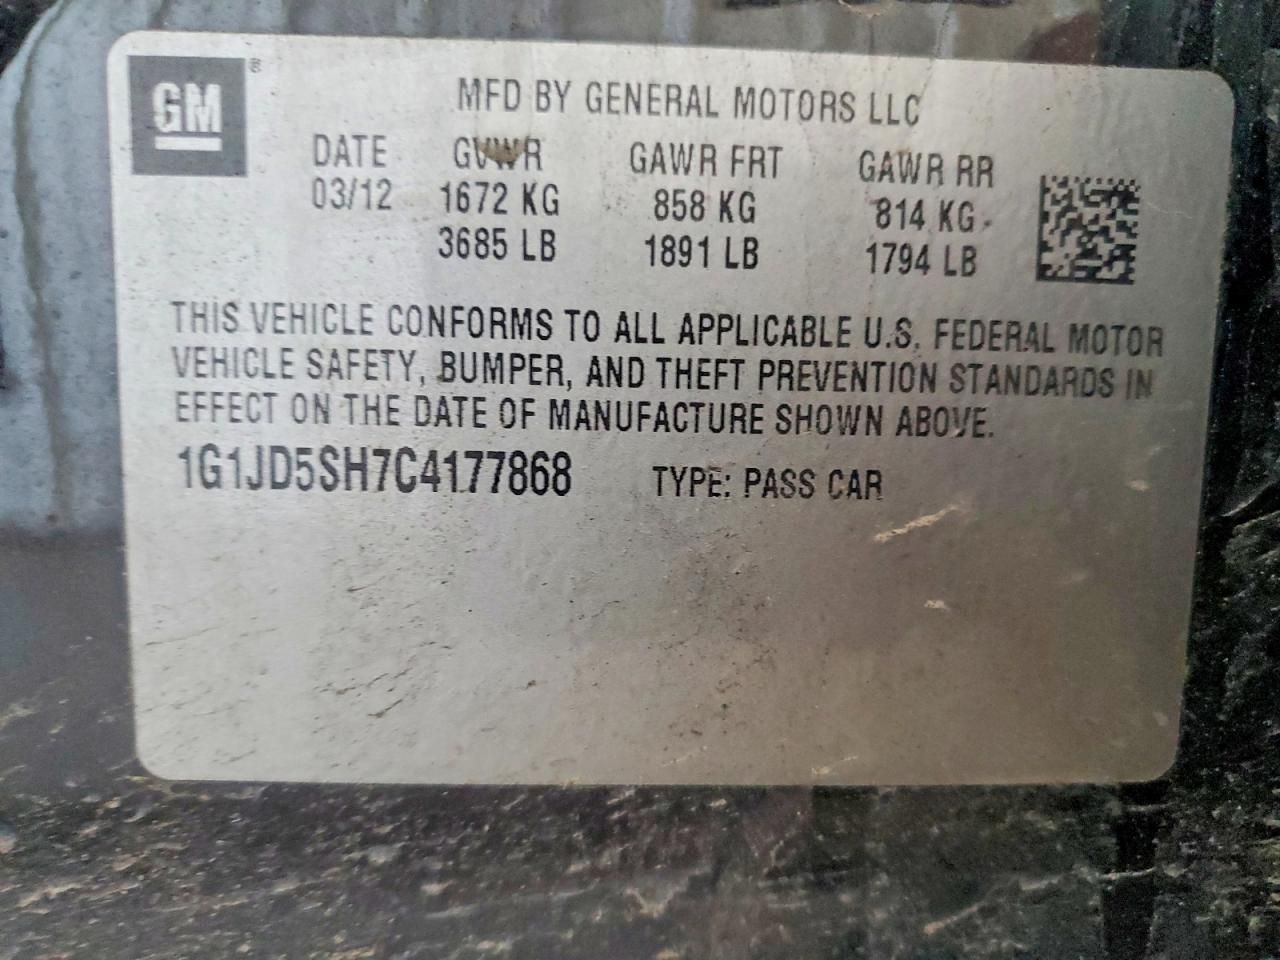 GM ®
MFD BY GENERAL MOTORS LLC
DATE GVWR GAWR FRT GAWR RR
03/12 1672 KG 858 KG 814 KG
3685 LB 1891 LB 1794 LB
THIS VEHICLE CONFORMS TO ALL APPLICABLE U.S. FEDERAL MOTOR
VEHICLE SAFETY, BUMPER, AND THEFT PREVENTION STANDARDS IN
EFFECT ON THE DATE OF MANUFACTURE SHOWN ABOVE.
1G1JD5SH7C4177868 TYPE: PASS CAR